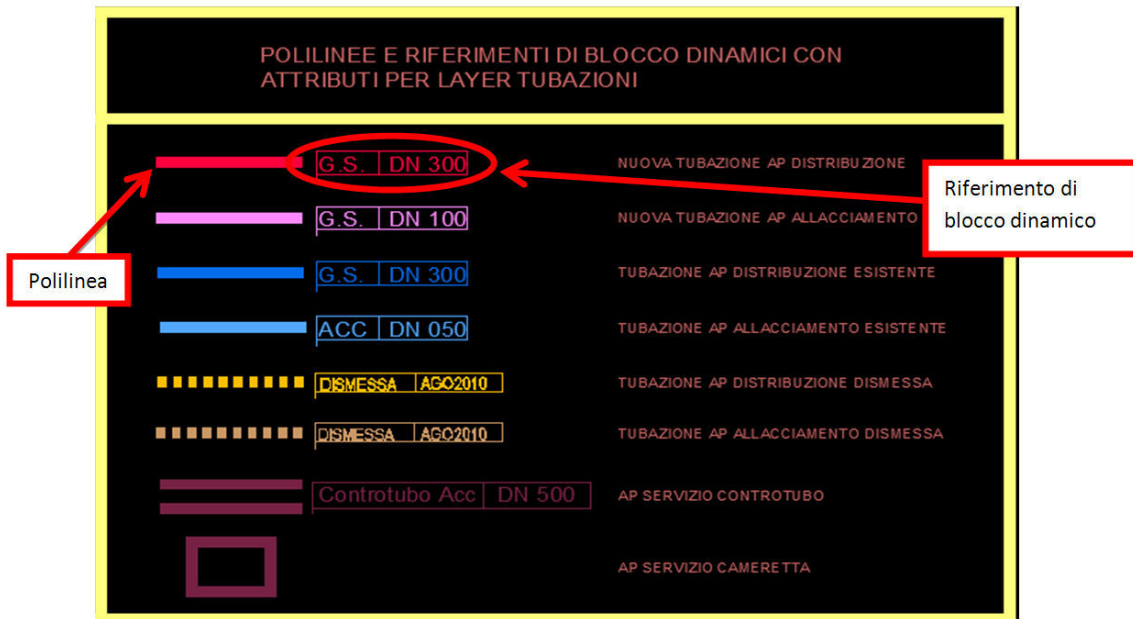 POLILINEE E RIFERIMENTI DI BLOCCO DINAMICI CON
ATTRIBUTI PER LAYER TUBAZIONI
G.S. DN 300 NUOVA TUBAZIONE AP DISTRIBUZIONE
Riferimento di
blocco dinamico
G.S. DN 100 NUOVA TUBAZIONE AP ALLACCIAMENTO
Polilinea
G.S. DN 300 TUBAZIONE AP DISTRIBUZIONE ESISTENTE
ACC DN 050 TUBAZIONE AP ALLACCIAMENTO ESISTENTE
DISMESSA AGO2010 TUBAZIONE AP DISTRIBUZIONE DISMESSA
DISMESSA AGO2010 TUBAZIONE AP ALLACCIAMENTO DISMESSA
Controtubo Acc DN 500 AP SERVIZIO CONTROTUBO
AP SERVIZIO CAMERETTA